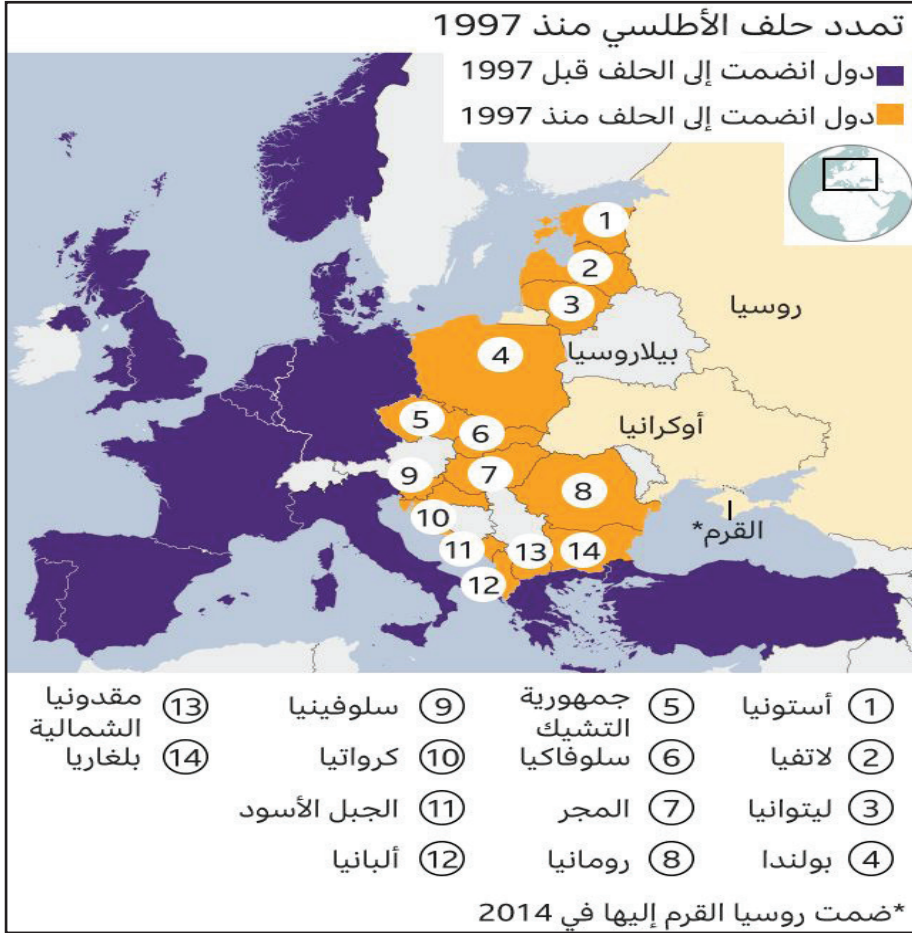 تمدد حلف الأطلسي منذ 1997
دول انضمت إلى الحلف قبل 1997
دول انضمت إلى الحلف منذ 1997
1
2
3
روسيا
بيلاروسيا
4
أوكرانيا
5
6
7
9
8
10
القرم*
11
13
14
12
1 أستونيا
2 لاتفيا
3 ليتوانيا
4 بولندا
5 جمهورية
التشيك
6 سلوفاكيا
7 المجر
8 رومانيا
9 سلوفينيا
10 كرواتيا
11 الجبل الأسود
12 ألبانيا
13 مقدونيا
الشمالية
14 بلغاريا
*ضمت روسيا القرم إليها في 2014